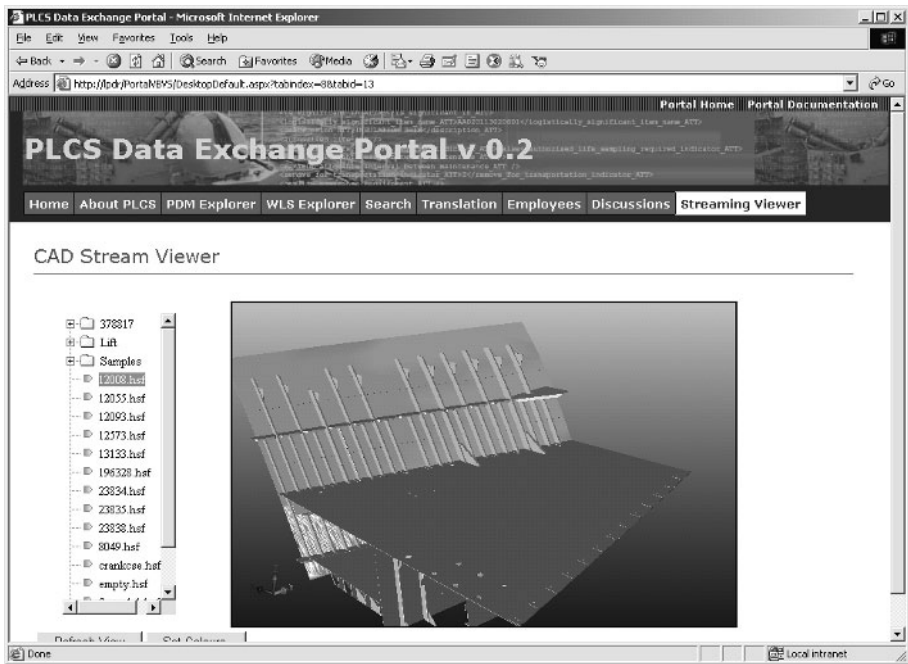 PLCS Data Exchange Portal - Microsoft Internet Explorer
File Edit View Favorites Tools Help
Back Search Favorites Media
Address http://lpdr/PortalVBVS/DesktopDefault.aspx?tabindex=8&tabid=13 Go
Portal Home Portal Documentation
PLCS Data Exchange Portal v 0.2
Home About PLCS PDM Explorer WLS Explorer Search Translation Employees Discussions Streaming Viewer
CAD Stream Viewer
378817
Lift
Samples
12008.hsf
12055.hsf
12093.hsf
12573.hsf
13133.hsf
196328.hsf
23834.hsf
23835.hsf
23838.hsf
8049.hsf
crankcse.hsf
empty.hsf
Refresh View Set Colours
Done Local intranet